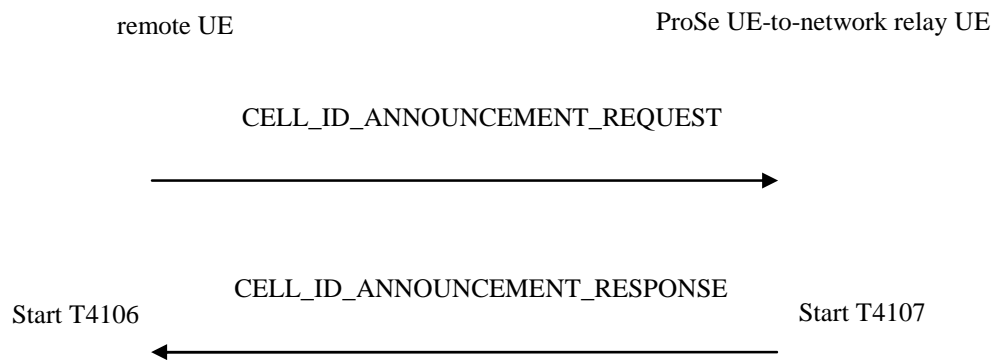 remote UE
ProSe UE-to-network relay UE
CELL_ID_ANNOUNCEMENT_REQUEST
CELL_ID_ANNOUNCEMENT_RESPONSE
Start T4106
Start T4107